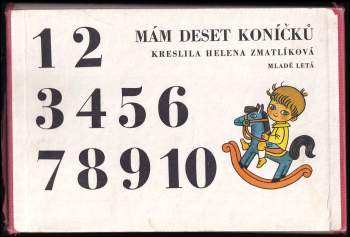 1 2
MÁM DESET KONÍČKŮ
KRESLILA HELENA ZMATLÍKOVÁ
MLADÉ LETÁ
3 4 5 6
7 8 9 10